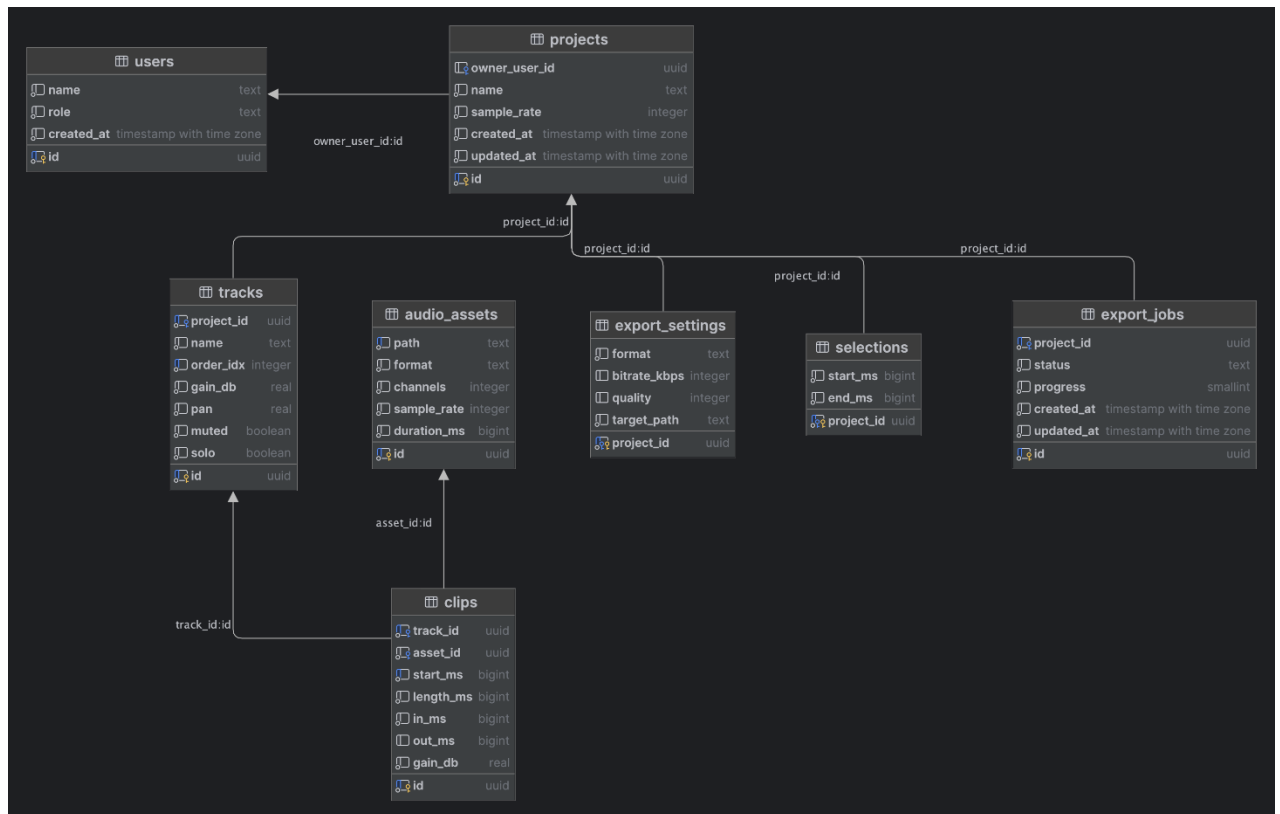 users
name text
role text
created_at timestamp with time zone
id uuid
owner_user_id:id
projects
owner_user_id uuid
name text
sample_rate integer
created_at timestamp with time zone
updated_at timestamp with time zone
id uuid
project_id:id
project_id:id
project_id:id
project_id:id
tracks
project_id uuid
name text
order_idx integer
gain_db real
pan real
muted boolean
solo boolean
id uuid
audio_assets
path text
format text
channels integer
sample_rate integer
duration_ms bigint
id uuid
export_settings
format text
bitrate_kbps integer
quality integer
target_path text
project_id uuid
selections
start_ms bigint
end_ms bigint
project_id uuid
export_jobs
project_id uuid
status text
progress smallint
created_at timestamp with time zone
updated_at timestamp with time zone
id uuid
asset_id:id
track_id:id
clips
track_id uuid
asset_id uuid
start_ms bigint
length_ms bigint
in_ms bigint
out_ms bigint
gain_db real
id uuid